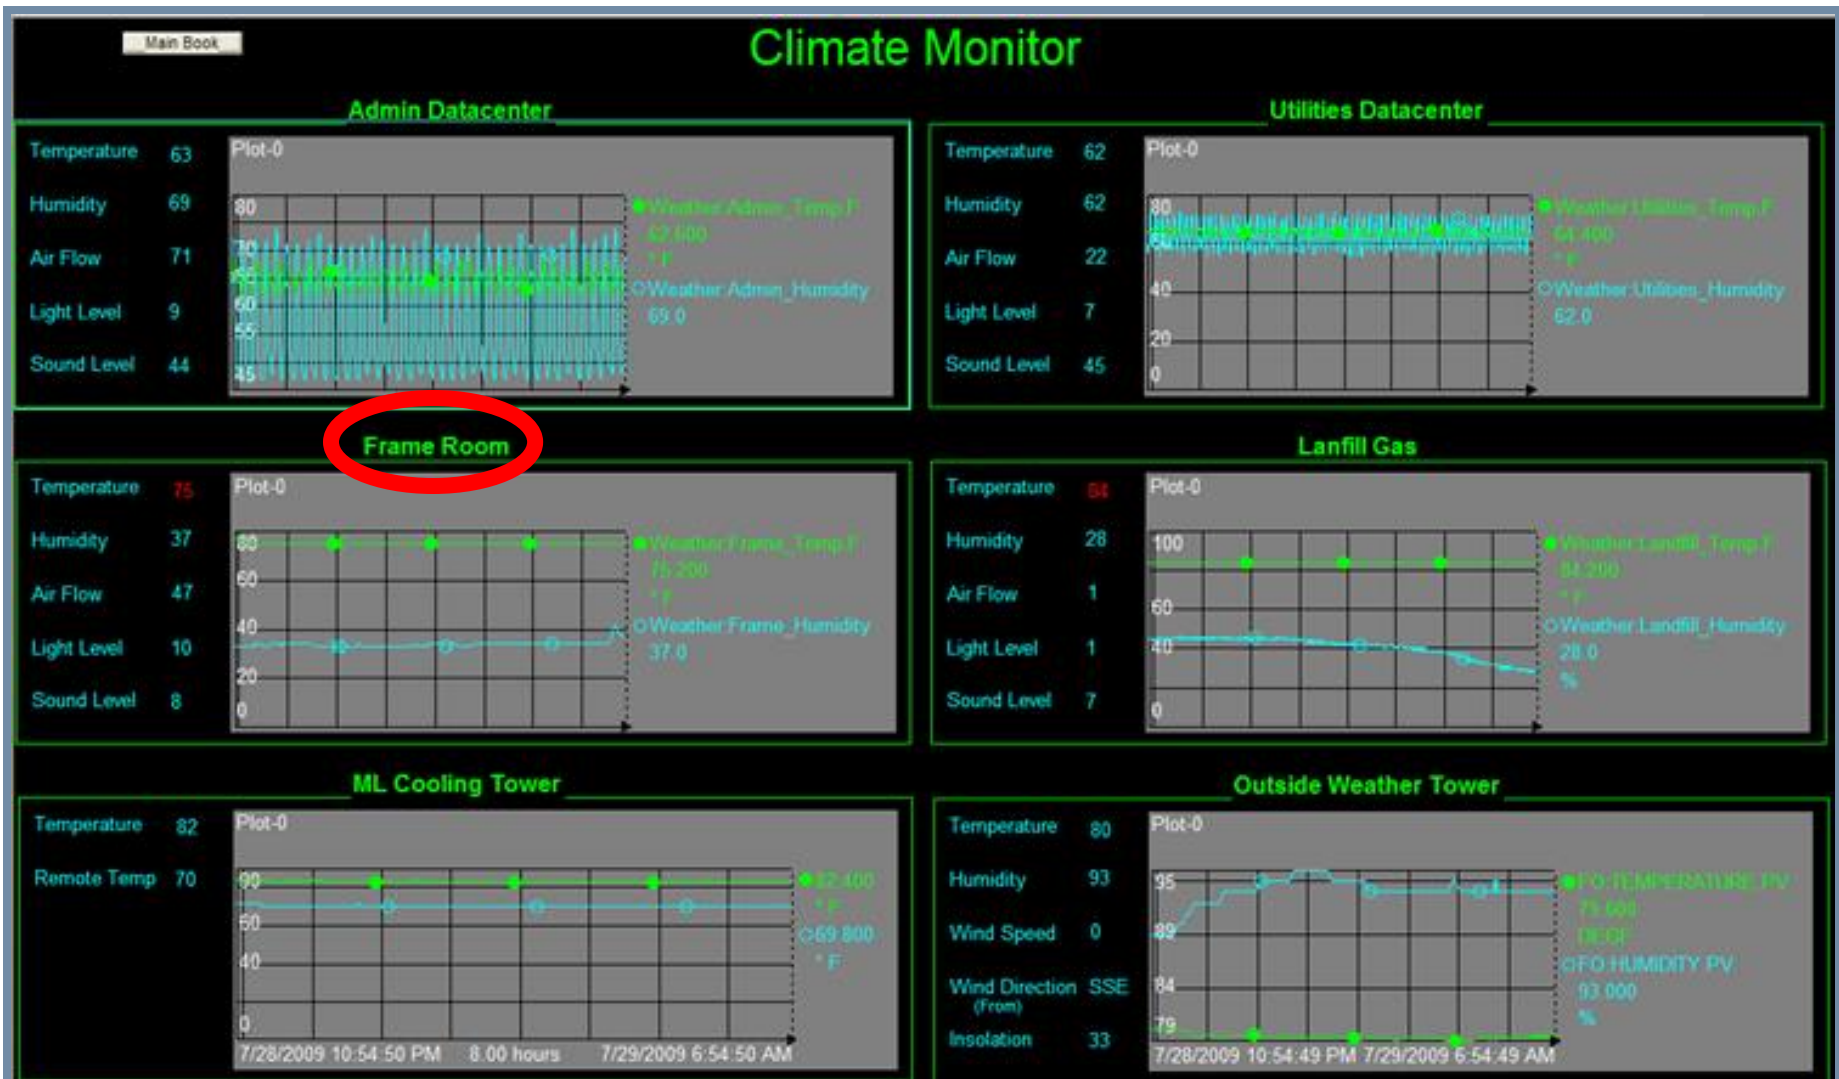 Main Book
Climate Monitor
Admin Datacenter
Temperature 63
Humidity 69
Air Flow 71
Light Level 9
Sound Level 44
Plot-0
80
70
65
60
55
45
Weather:Admin_Temp.F
62.600
° F
Weather:Admin_Humidity
69.0
Utilities Datacenter
Temperature 62
Humidity 62
Air Flow 22
Light Level 7
Sound Level 45
Plot-0
80
60
40
20
0
Weather:Utilities_Temp.F
64.400
° F
Weather:Utilities_Humidity
62.0
Frame Room
Temperature 75
Humidity 37
Air Flow 47
Light Level 10
Sound Level 8
Plot-0
80
60
40
20
0
Weather:Frame_Temp.F
75.200
° F
Weather:Frame_Humidity
37.0
Lanfill Gas
Temperature 84
Humidity 28
Air Flow 1
Light Level 1
Sound Level 7
Plot-0
100
60
40
0
Weather:Landfill_Temp.F
84.200
° F
Weather:Landfill_Humidity
28.0
%
ML Cooling Tower
Temperature 82
Remote Temp 70
Plot-0
90
60
40
0
7/28/2009 10:54:50 PM 8.00 hours 7/29/2009 6:54:50 AM
82.400
° F
69.800
° F
Outside Weather Tower
Temperature 80
Humidity 93
Wind Speed 0
Wind Direction SSE
(From)
Insolation 33
Plot-0
95
89
84
79
7/28/2009 10:54:49 PM 7/29/2009 6:54:49 AM
FO:TEMPERATURE.PV
79.600
DEGF
FO:HUMIDITY.PV
93.000
%